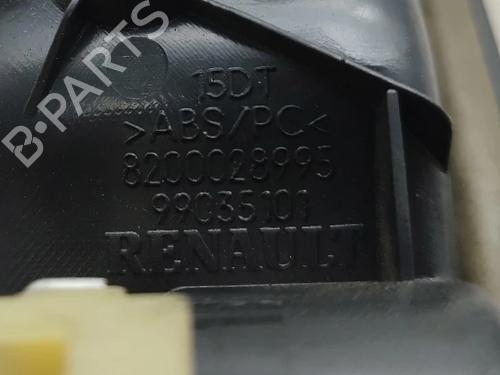 15DT
>ABS/PC<
8200028995
99035101
RENAULT
B-PARTS